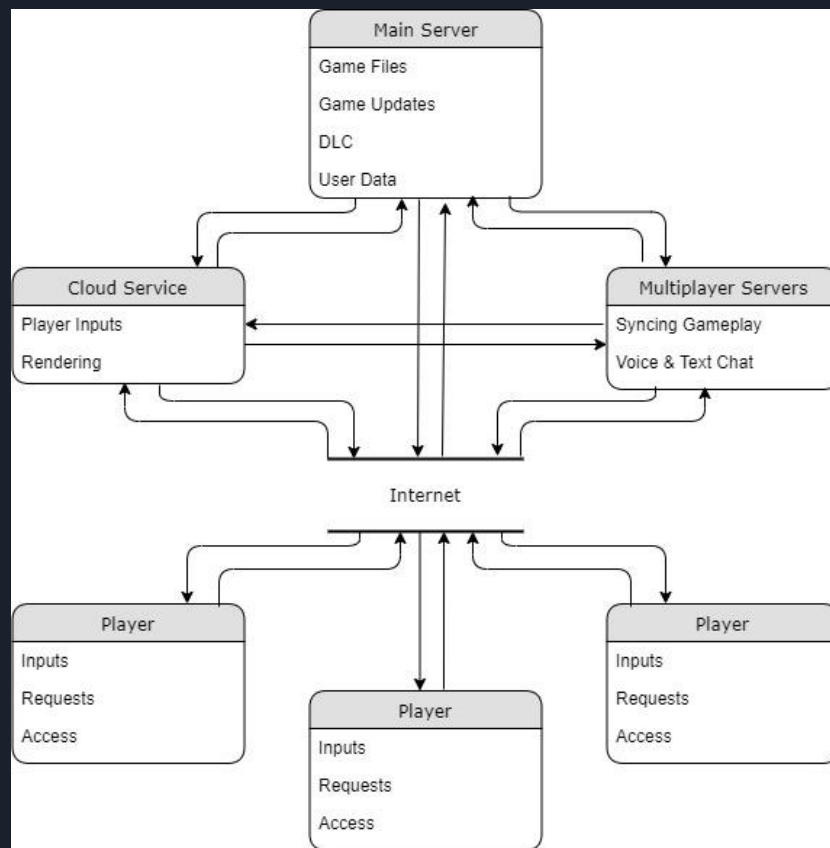 Main Server
Game Files
Game Updates
DLC
User Data
Cloud Service
Player Inputs
Rendering
Multiplayer Servers
Syncing Gameplay
Voice & Text Chat
Internet
Player
Inputs
Requests
Access
Player
Inputs
Requests
Access
Player
Inputs
Requests
Access